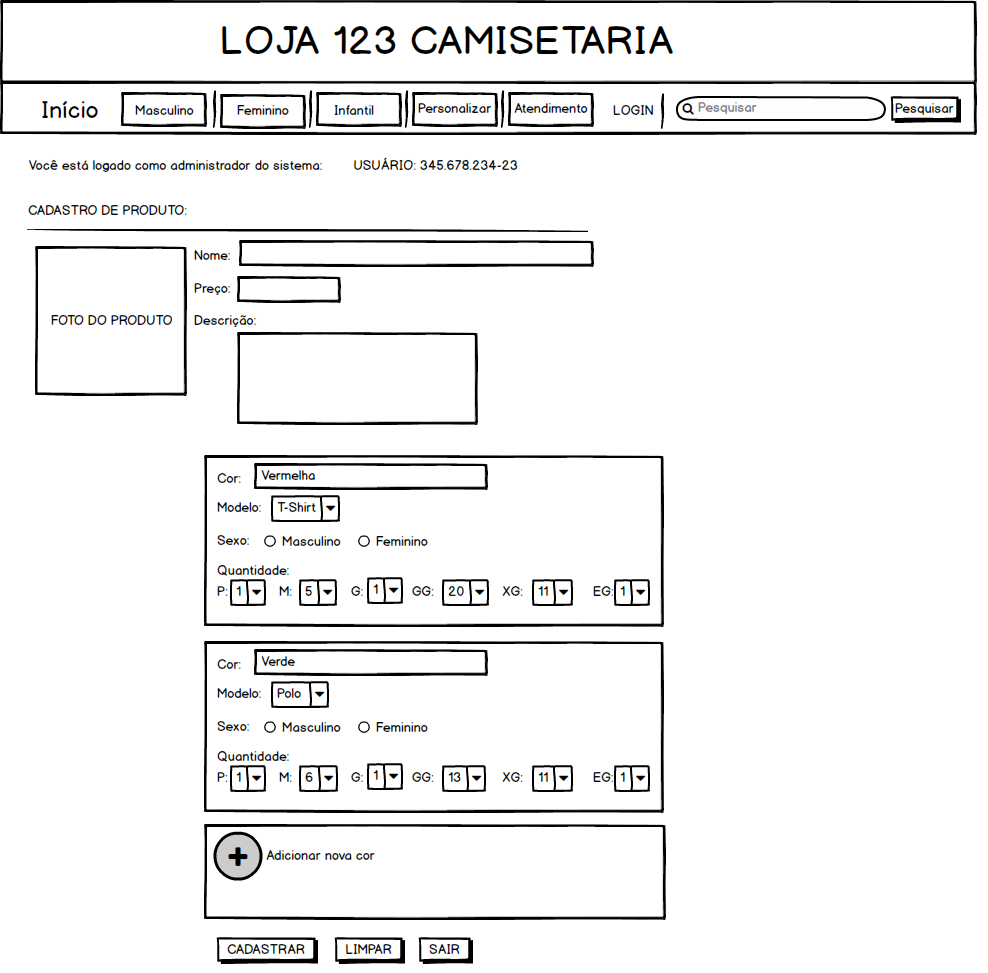 LOJA 123 CAMISETARIA
Início Masculino Feminino Infantil Personalizar Atendimento LOGIN Pesquisar Pesquisar
Você está logado como administrador do sistema: USUÁRIO: 345.678.234-23
CADASTRO DE PRODUTO:
Nome:
Preço:
FOTO DO PRODUTO Descrição:
Cor: Vermelha
Modelo: T-Shirt
Sexo: Masculino Feminino
Quantidade:
P: 1 M: 5 G: 1 GG: 20 XG: 11 EG: 1
Cor: Verde
Modelo: Polo
Sexo: Masculino Feminino
Quantidade:
P: 1 M: 6 G: 1 GG: 13 XG: 11 EG: 1
Adicionar nova cor
CADASTRAR LIMPAR SAIR